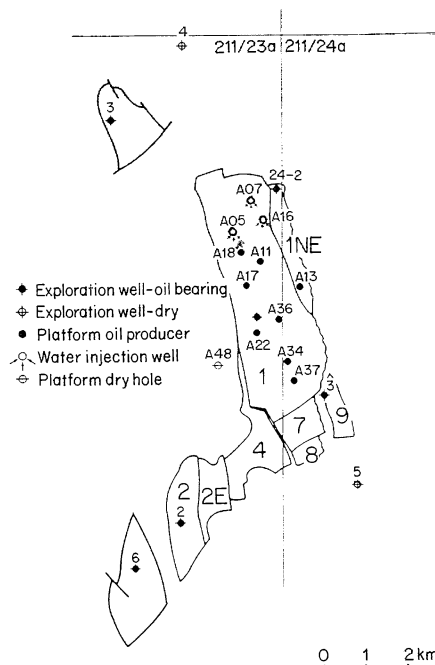 4
211/23a 211/24a
3
24-2
A07
A05
A16
1NE
A18
A11
A17
A13
Exploration well-oil bearing
Exploration well-dry
Platform oil producer
Water injection well
Platform dry hole
A36
A22
A48
A34
1
A37
3
7
9
4
8
2
2E
5
2
6
0 1 2 km